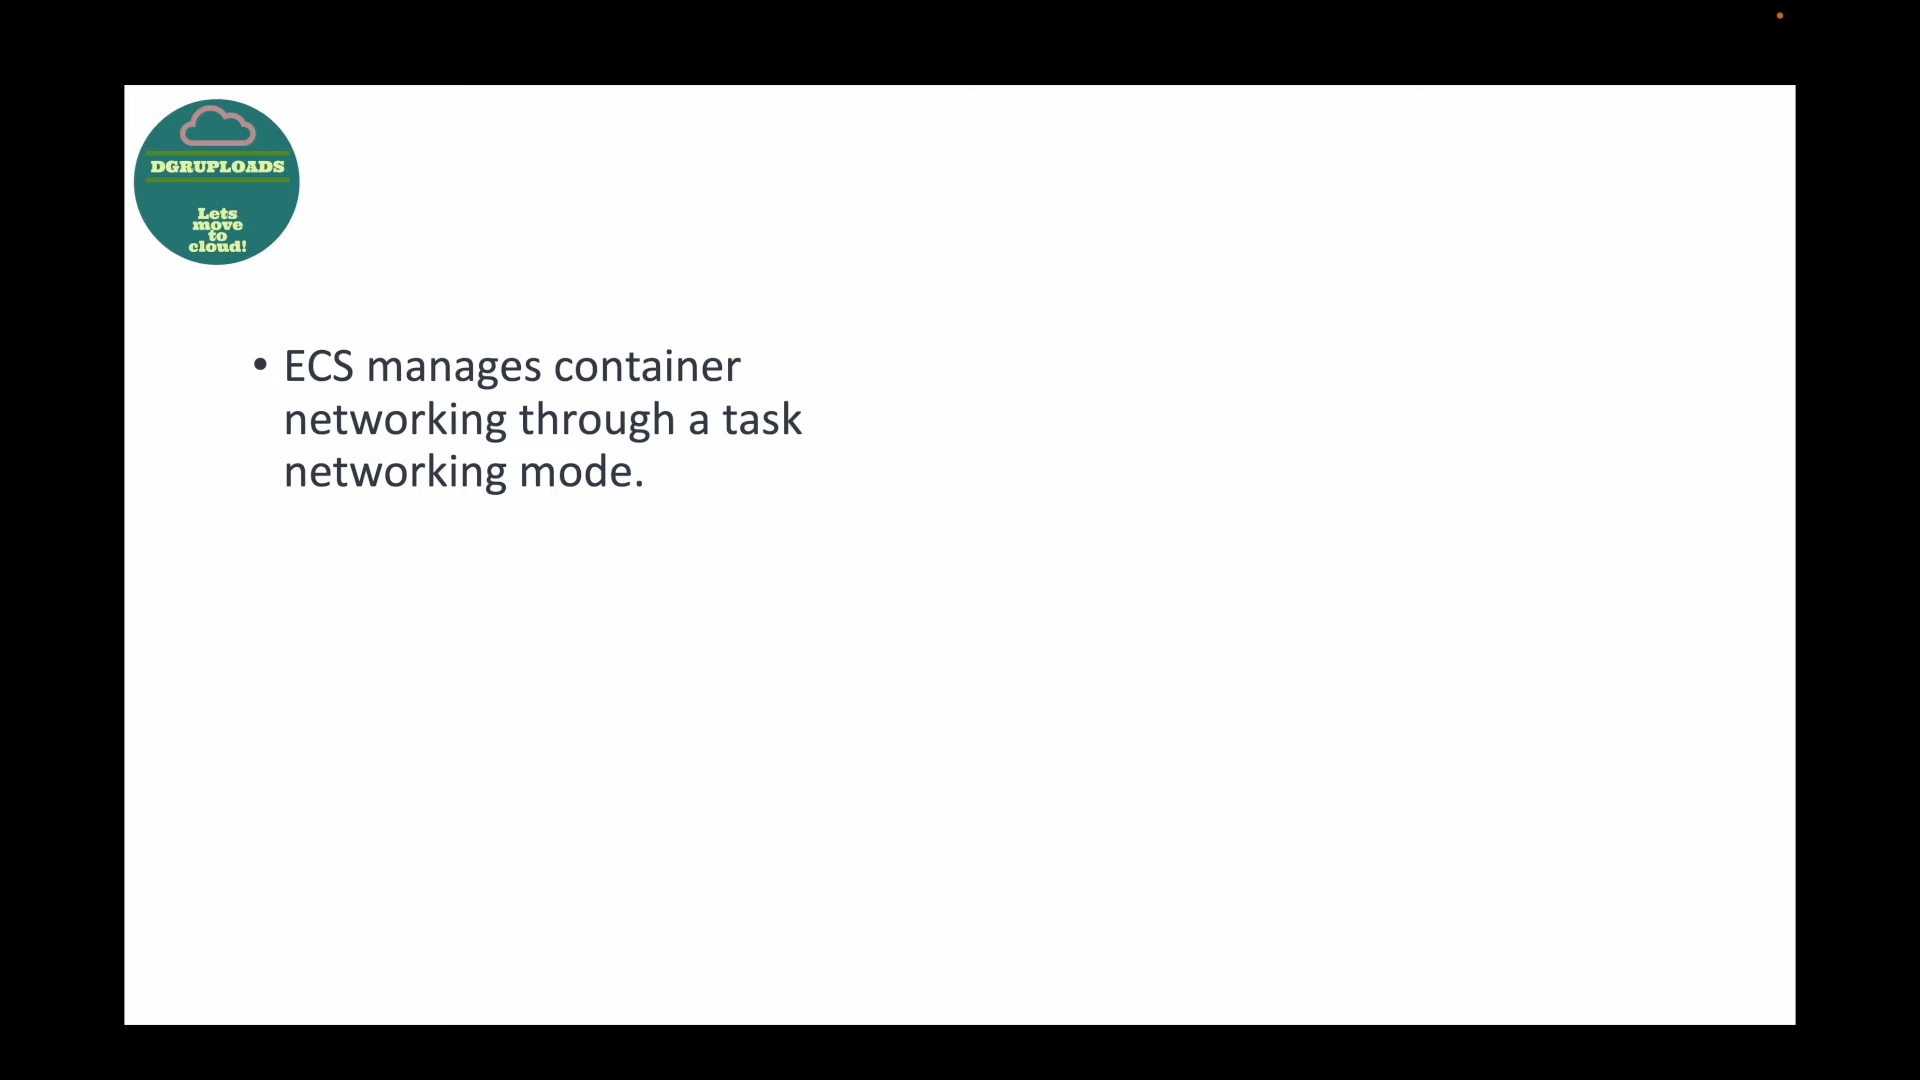 DGRUPLOADS
Lets
move
to
cloud!
• ECS manages container
networking through a task
networking mode.